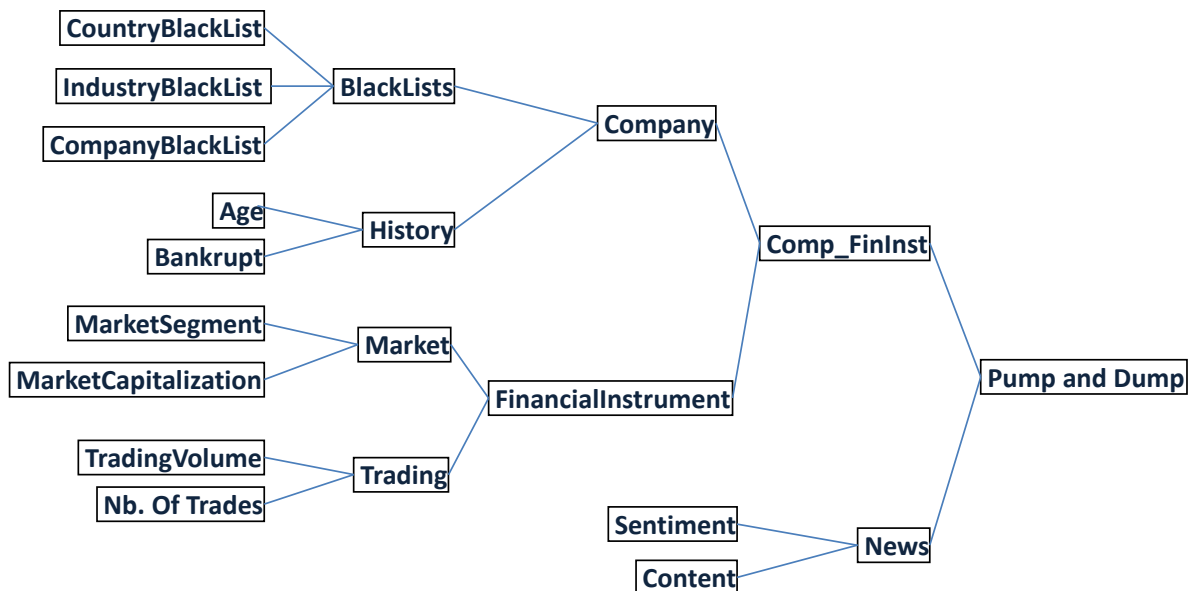 CountryBlackList
IndustryBlackList
BlackLists
CompanyBlackList
Company
Age
History
Bankrupt
Comp_FinInst
MarketSegment
Market
MarketCapitalization
FinancialInstrument
Pump and Dump
TradingVolume
Trading
Nb. Of Trades
Sentiment
News
Content